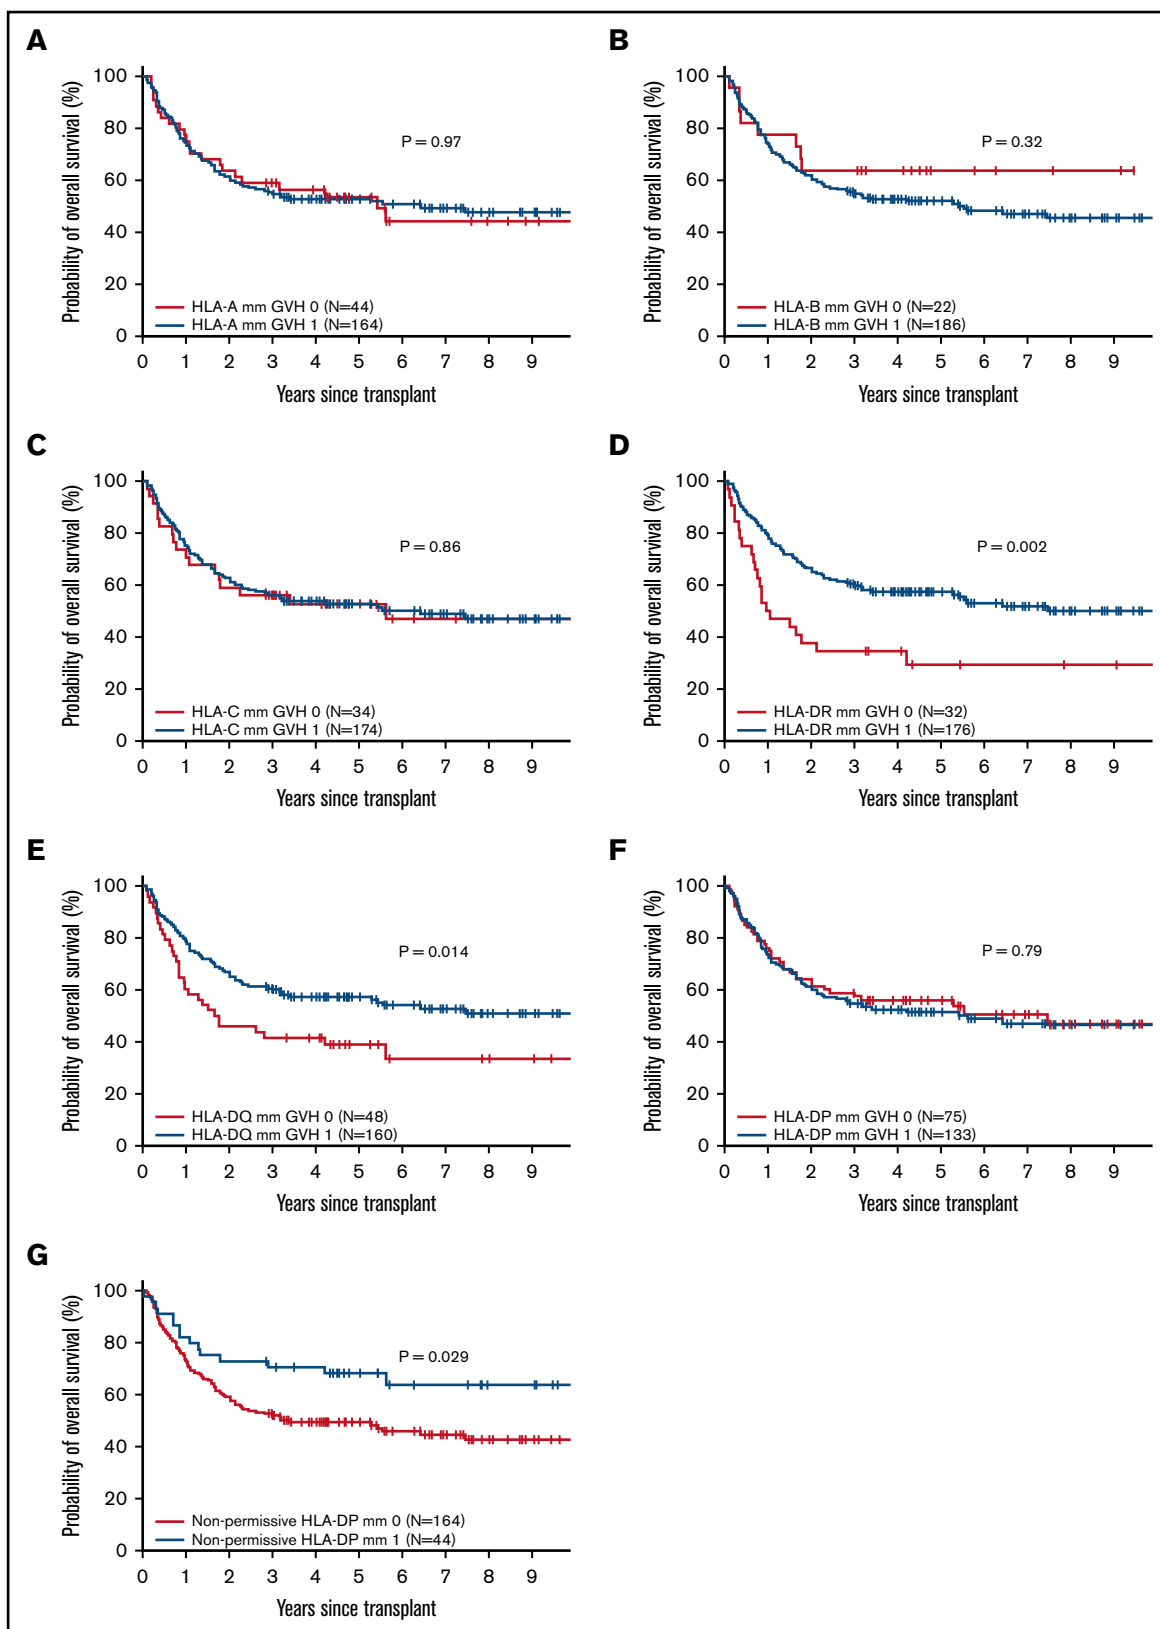 A
Probability of overall survival (%)
100
80
60
40
20
0
P = 0.97
HLA-A mm GVH 0 (N=44)
HLA-A mm GVH 1 (N=164)
0 1 2 3 4 5 6 7 8 9
Years since transplant
B
Probability of overall survival (%)
100
80
60
40
20
0
P = 0.32
HLA-B mm GVH 0 (N=22)
HLA-B mm GVH 1 (N=186)
0 1 2 3 4 5 6 7 8 9
Years since transplant
C
Probability of overall survival (%)
100
80
60
40
20
0
P = 0.86
HLA-C mm GVH 0 (N=34)
HLA-C mm GVH 1 (N=174)
0 1 2 3 4 5 6 7 8 9
Years since transplant
D
Probability of overall survival (%)
100
80
60
40
20
0
P = 0.002
HLA-DR mm GVH 0 (N=32)
HLA-DR mm GVH 1 (N=176)
0 1 2 3 4 5 6 7 8 9
Years since transplant
E
Probability of overall survival (%)
100
80
60
40
20
0
P = 0.014
HLA-DQ mm GVH 0 (N=48)
HLA-DQ mm GVH 1 (N=160)
0 1 2 3 4 5 6 7 8 9
Years since transplant
F
Probability of overall survival (%)
100
80
60
40
20
0
P = 0.79
HLA-DP mm GVH 0 (N=75)
HLA-DP mm GVH 1 (N=133)
0 1 2 3 4 5 6 7 8 9
Years since transplant
G
Probability of overall survival (%)
100
80
60
40
20
0
P = 0.029
Non-permissive HLA-DP mm 0 (N=164)
Non-permissive HLA-DP mm 1 (N=44)
0 1 2 3 4 5 6 7 8 9
Years since transplant